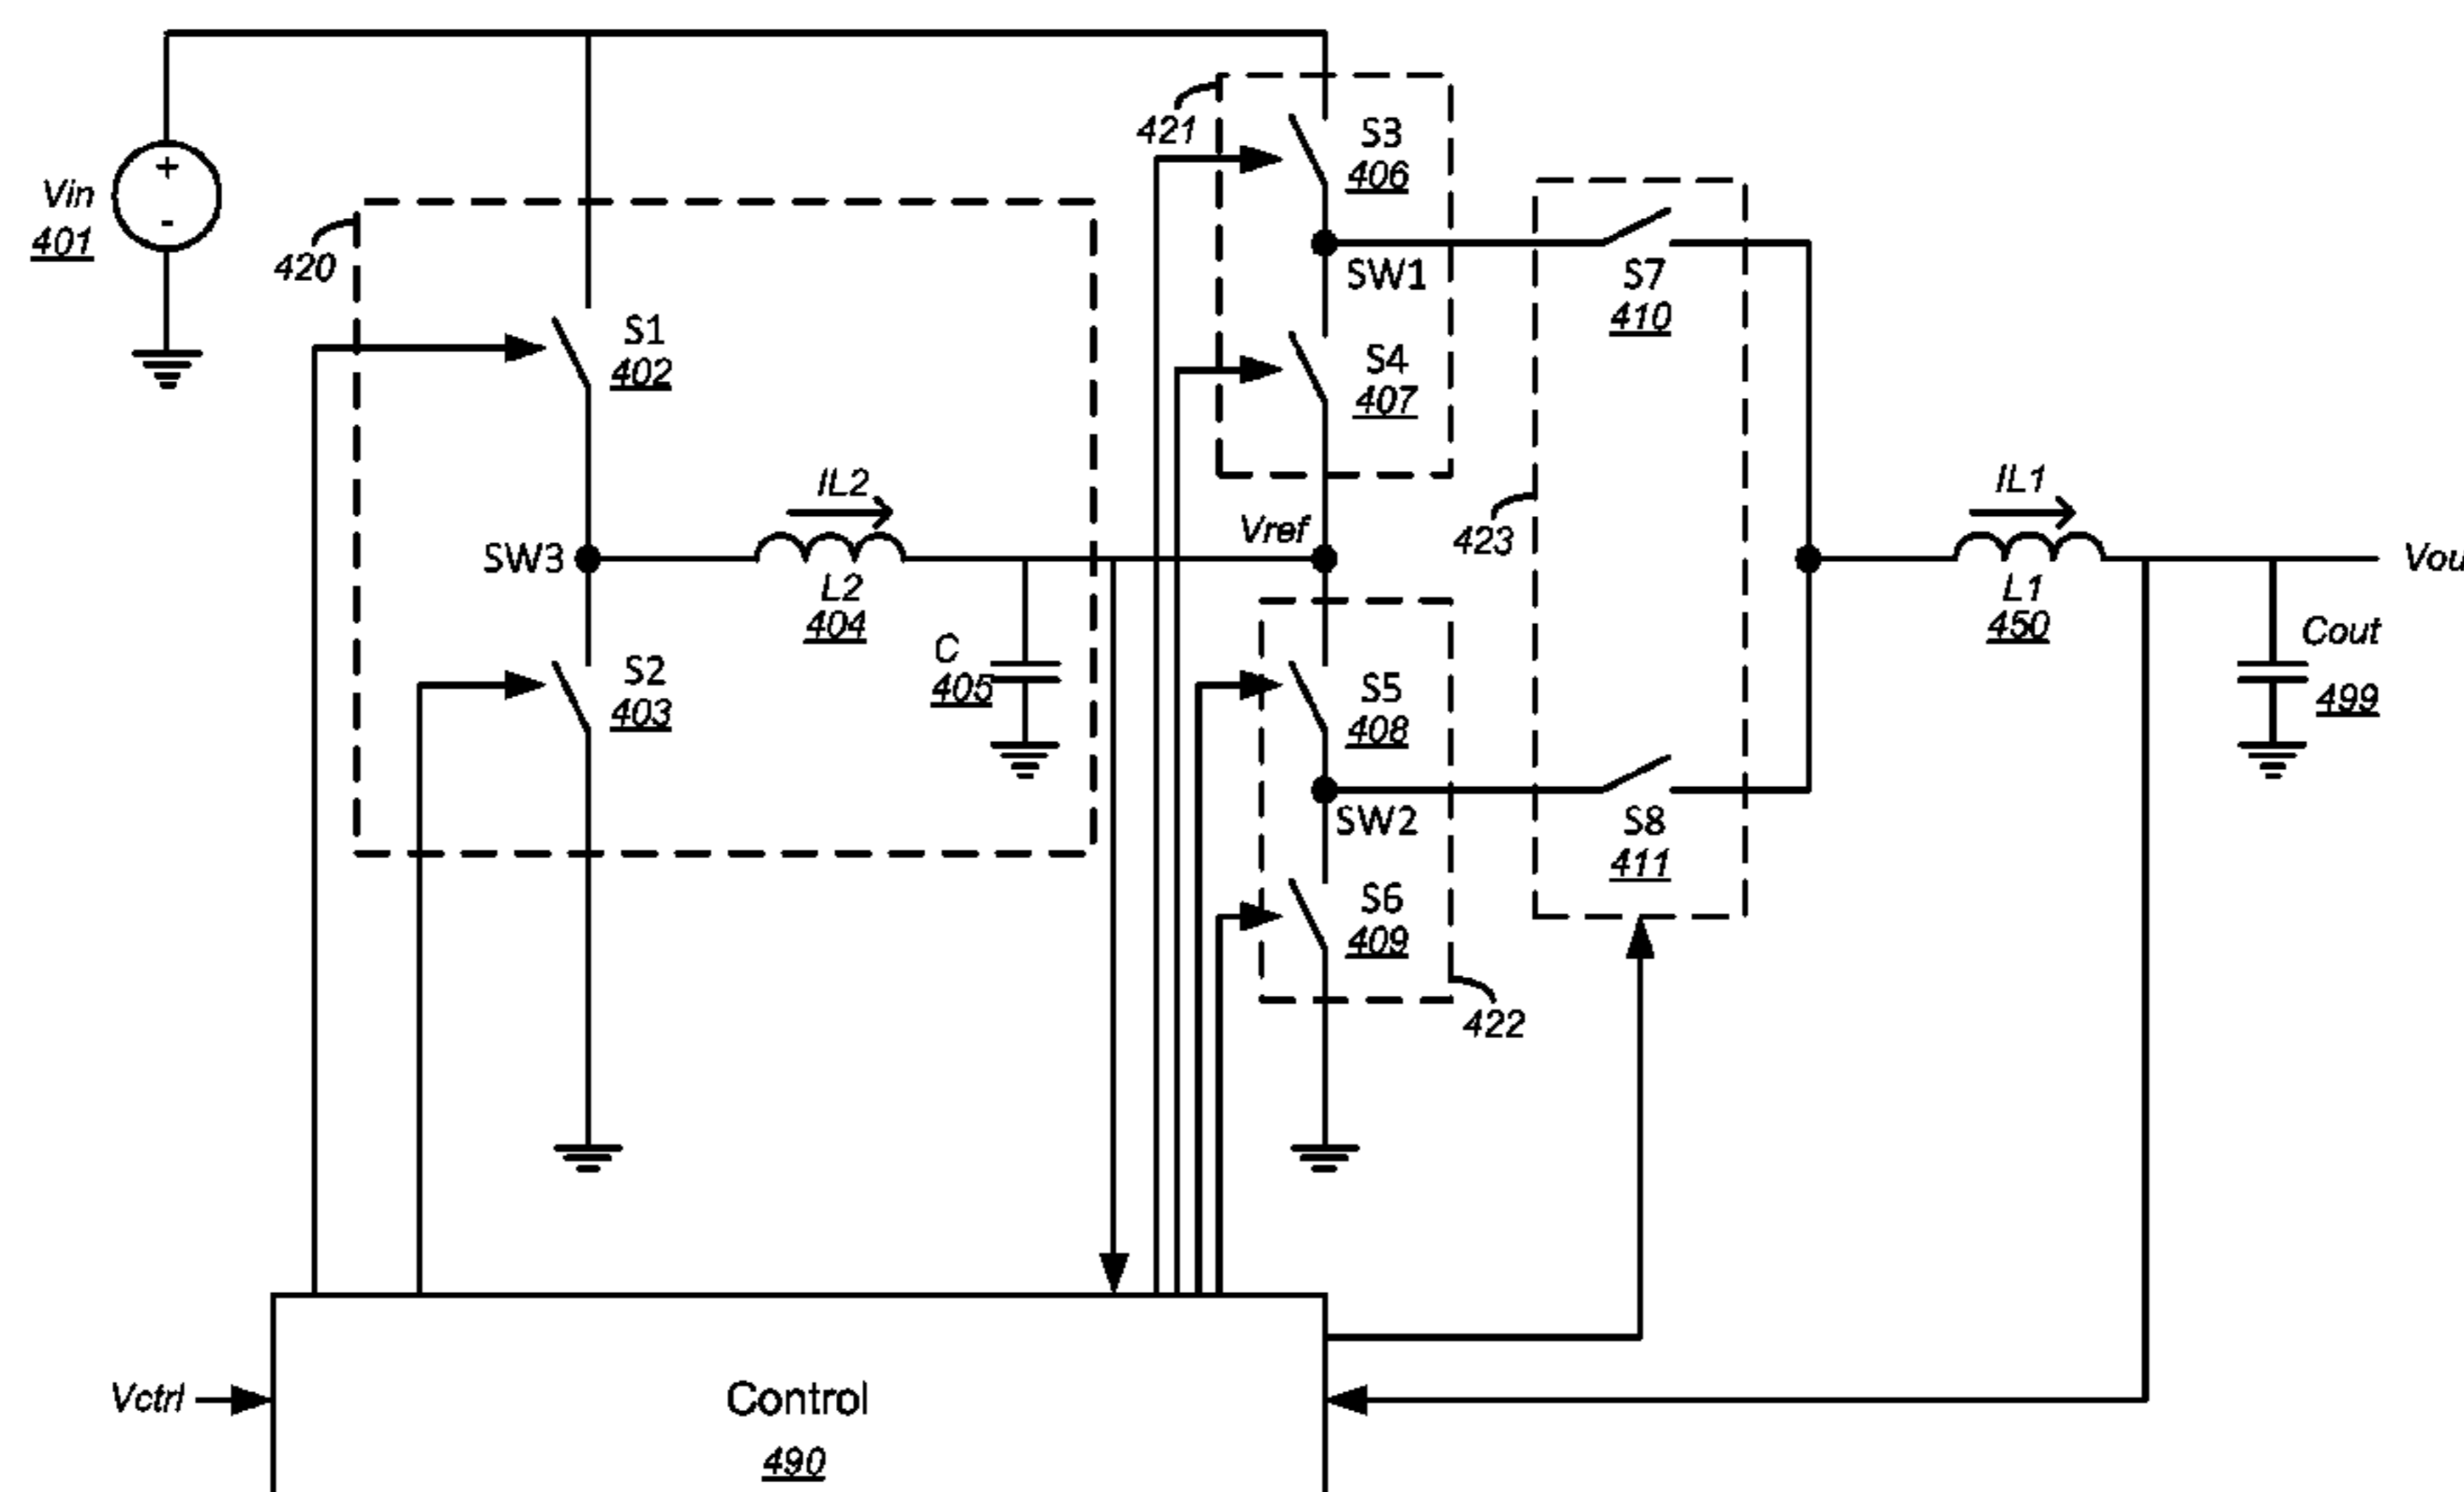 Vin
401
+
-
420
S1
402
SW3
S2
403
IL2
L2
404
C
405
421
S3
406
SW1
S4
407
Vref
S5
408
SW2
S6
409
422
423
S7
410
S8
411
IL1
L1
450
Vou
Cout
499
Vctrl
Control
490